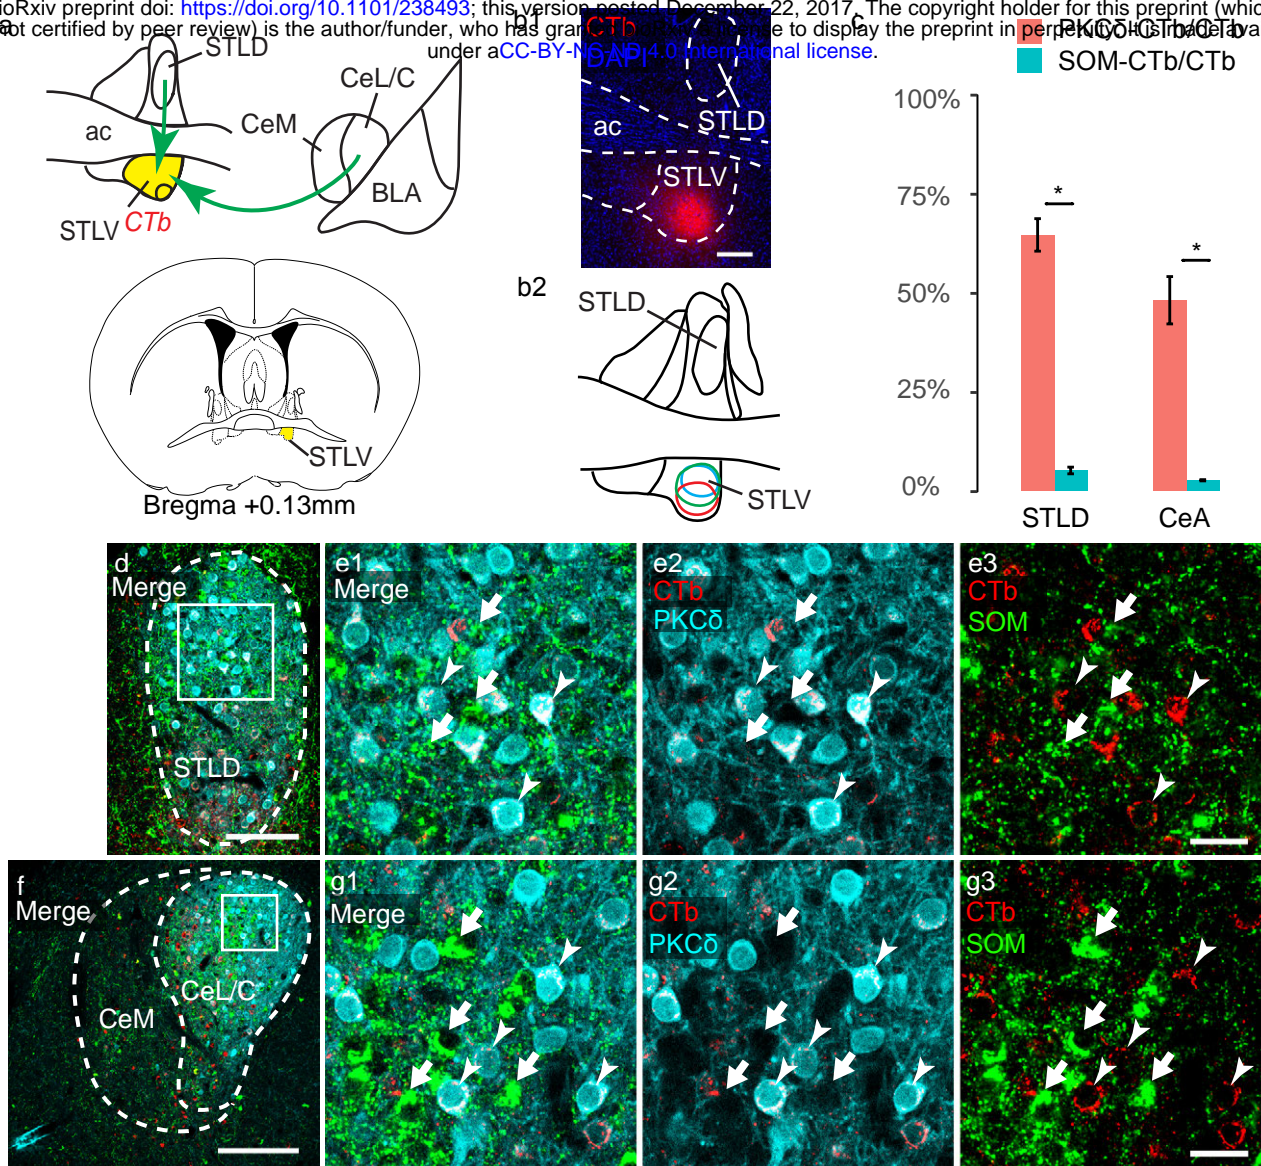 bioRxiv preprint doi: https://doi.org/10.1101/238493; this version posted December 22, 2017. The copyright holder for this preprint (whic
not certified by peer review) is the author/funder, who has granted bioRxiv a license to display the preprint in perpetuity. It is made ava
under aCC-BY-NC-ND 4.0 International license.
a
STLD
CeL/C
CeM
ac
BLA
STLV
CTb
STLV
Bregma +0.13mm
b1
CTb
DAPI
STLD
ac
STLV
b2
STLD
STLV
c
PKCδ-CTb/CTb
SOM-CTb/CTb
100%
75%
50%
25%
0%
*
*
STLD
CeA
d
Merge
STLD
e1
Merge
e2
CTb
PKCδ
e3
CTb
SOM
f
Merge
CeL/C
CeM
g1
Merge
g2
CTb
PKCδ
g3
CTb
SOM